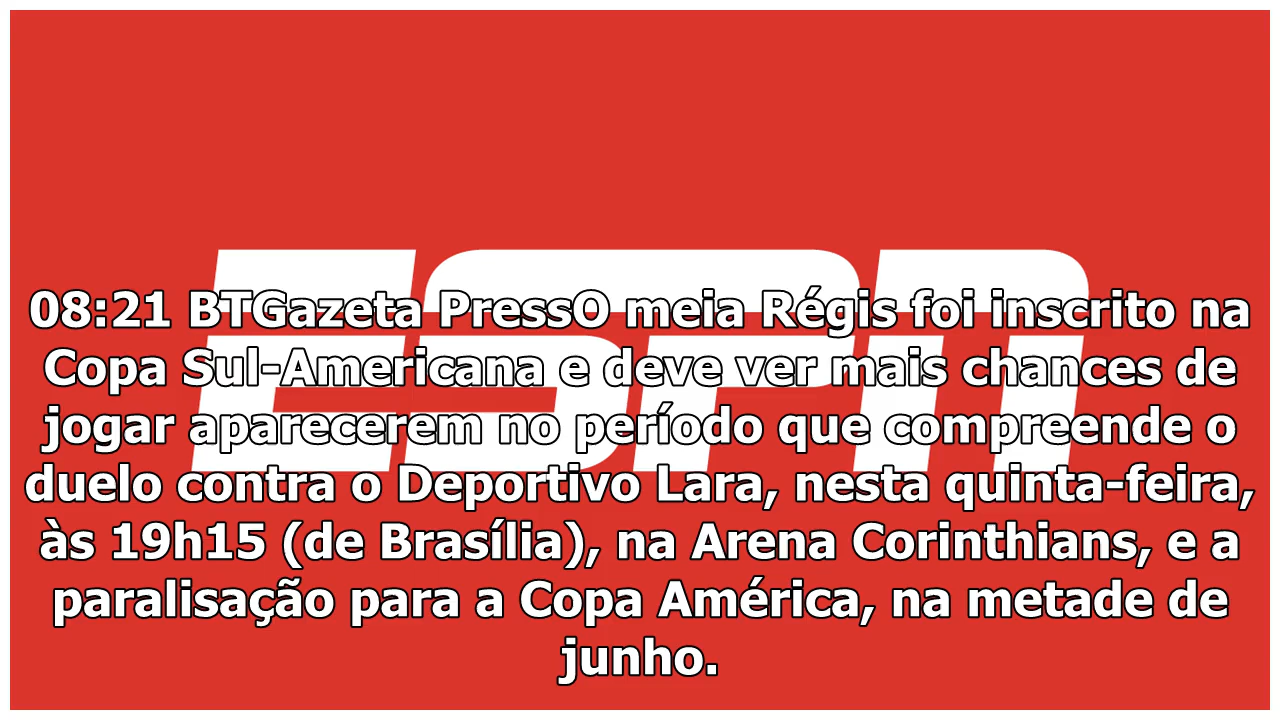 ESPN
08:21 BTGazeta PressO meia Régis foi inscrito na
Copa Sul-Americana e deve ver mais chances de
jogar aparecerem no período que compreende o
duelo contra o Deportivo Lara, nesta quinta-feira,
às 19h15 (de Brasília), na Arena Corinthians, e a
paralisação para a Copa América, na metade de
junho.